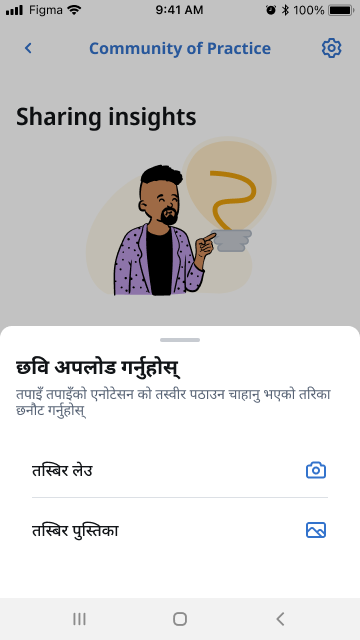 Figma 9:41 AM 100%
Community of Practice
Sharing insights
छवि अपलोड गर्नुहोस्
तपाइँ तपाइँको एनोटेसन को तस्वीर पठाउन चाहानु भएको तरिका
छनौट गर्नुहोस्
तस्बिर लेउ
तस्बिर पुस्तिका